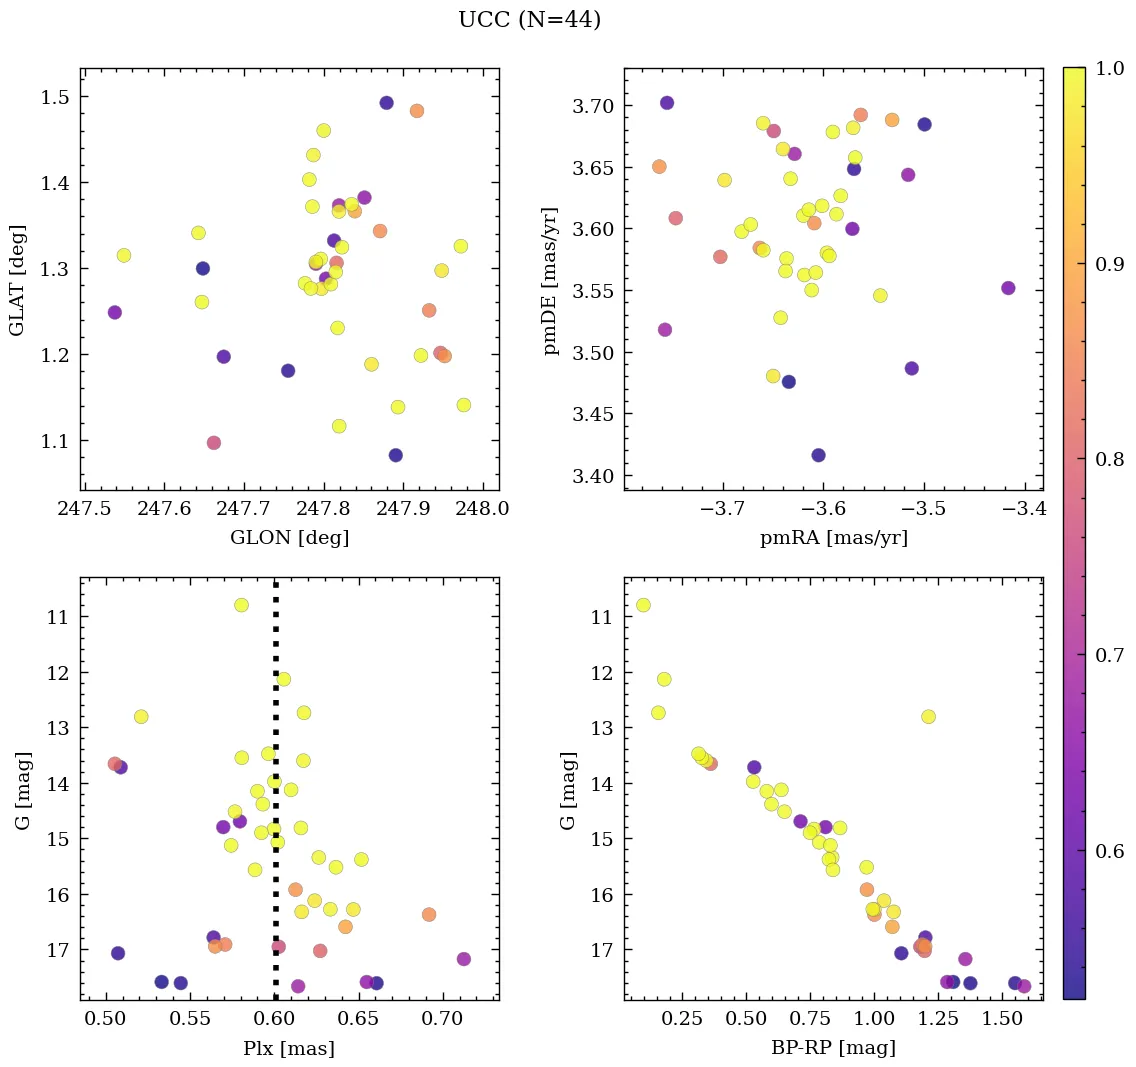 UCC (N=44)
1.5
1.4
1.3
1.2
1.1
GLAT [deg]
247.5 247.6 247.7 247.8 247.9 248.0
GLON [deg]
3.70
3.65
3.60
3.55
3.50
3.45
3.40
pmDE [mas/yr]
−3.7 −3.6 −3.5 −3.4
pmRA [mas/yr]
1.0
0.9
0.8
0.7
0.6
11
12
13
14
15
16
17
G [mag]
0.50 0.55 0.60 0.65 0.70
Plx [mas]
11
12
13
14
15
16
17
G [mag]
0.25 0.50 0.75 1.00 1.25 1.50
BP-RP [mag]